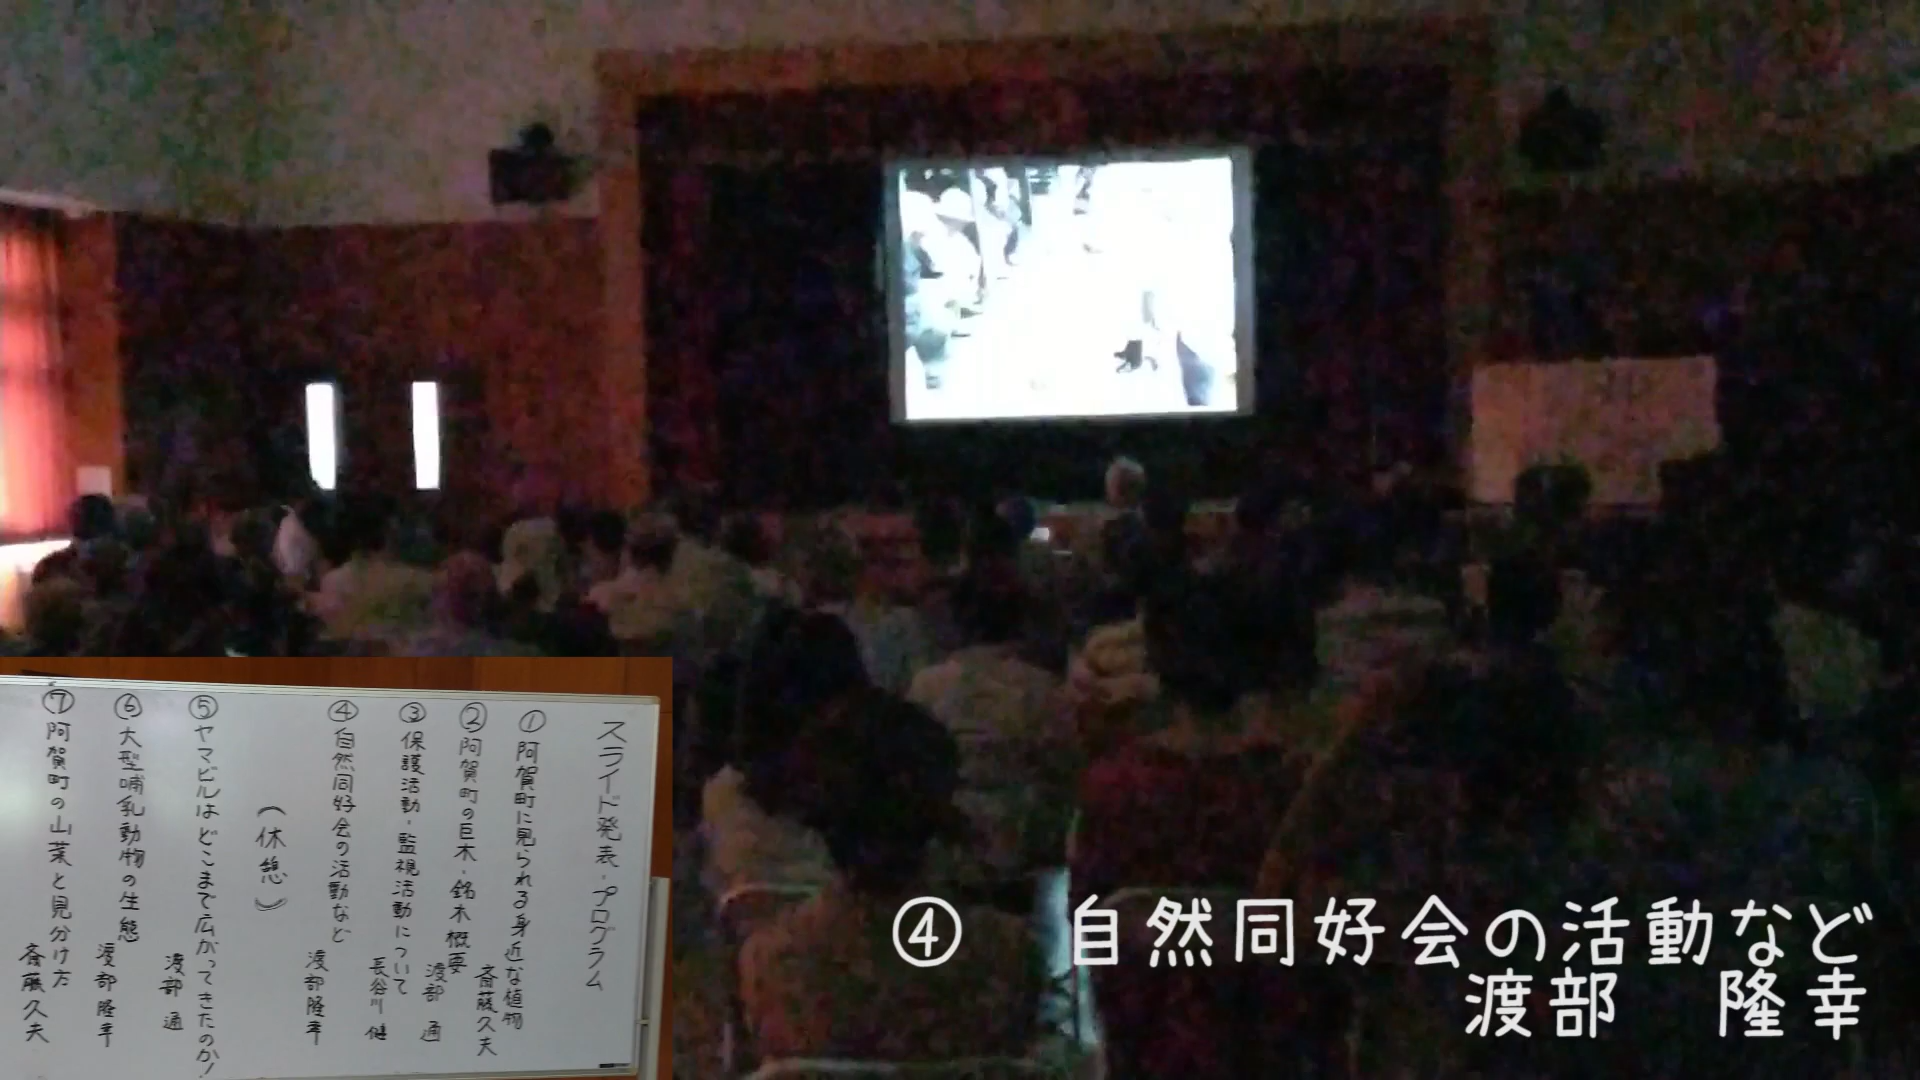 スライド発表・プログラム
① 阿賀町に見られる身近な植物
斎藤久夫
② 阿賀町の巨木・銘木概要
渡部 通
③ 保護活動・監視活動について
長谷川 健
④ 自然同好会の活動など
渡部隆幸
(休憩)
⑤ ヤマビルはどこまで広がってきたのか!
渡部 通
⑥ 大型哺乳動物の生態
渡部隆幸
⑦ 阿賀町の山菜と見分け方
斎藤久夫
④ 自然同好会の活動など
渡部 隆幸